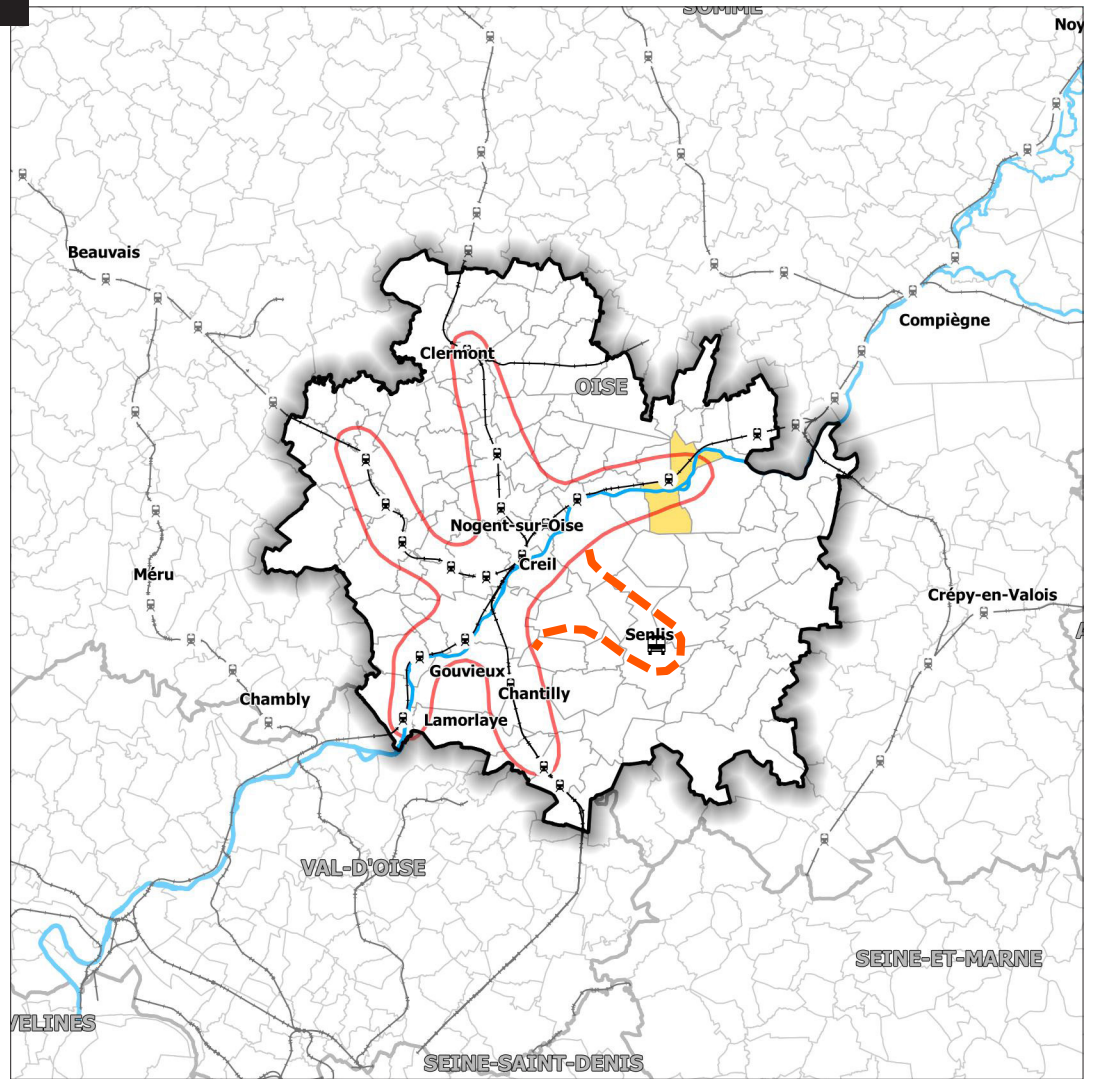 SOMME
Noy
Beauvais
Compiègne
Clermont
OISE
Nogent-sur-Oise
Creil
Méru
Crépy-en-Valois
Senlis
Gouvieux
Chantilly
Chambly
Lamorlaye
VAL-D'OISE
SEINE-ET-MARNE
VELINES
SEINE-SAINT-DENIS